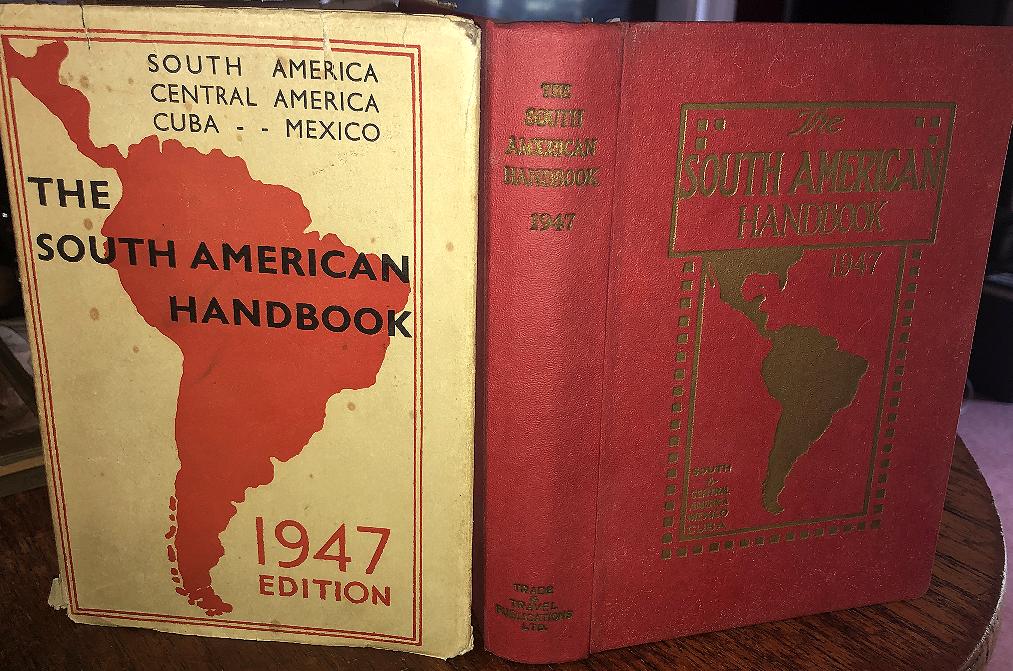 SOUTH AMERICA
CENTRAL AMERICA
CUBA - - MEXICO
THE
SOUTH AMERICAN
HANDBOOK
1947
EDITION
THE
SOUTH
AMERICAN
HANDBOOK
1947
TRADE
&
TRAVEL
PUBLICATIONS
LTD.
The
SOUTH AMERICAN
HANDBOOK
1947
SOUTH
&
CENTRAL
AMERICA
MEXICO
CUBA